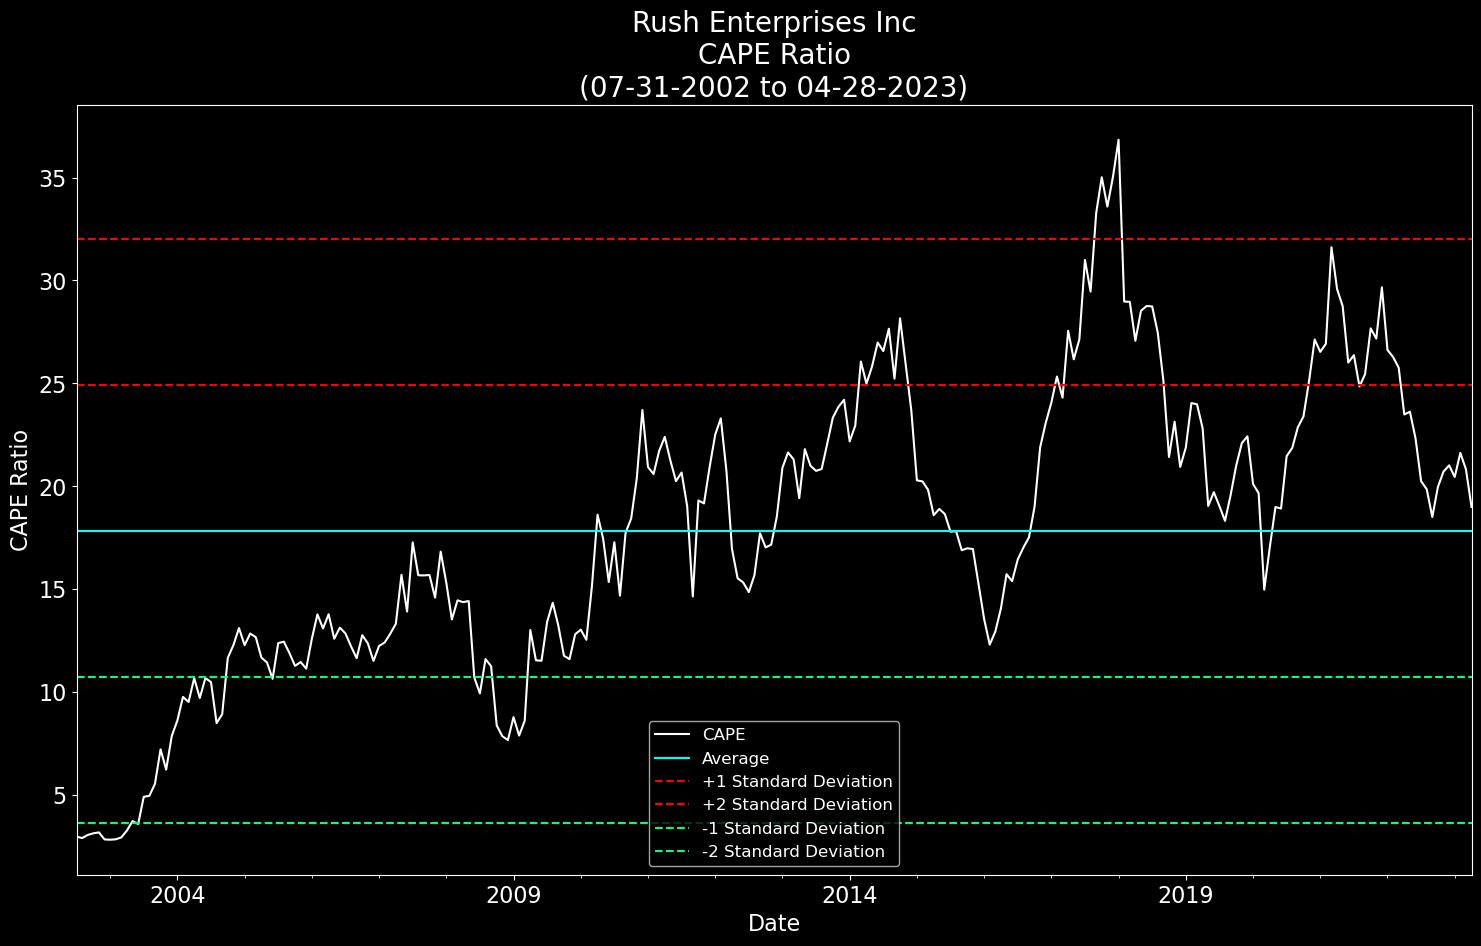 Rush Enterprises Inc
CAPE Ratio
(07-31-2002 to 04-28-2023)
CAPE Ratio
35
30
25
20
15
10
5
CAPE
Average
+1 Standard Deviation
+2 Standard Deviation
-1 Standard Deviation
-2 Standard Deviation
2004 2009 2014 2019
Date